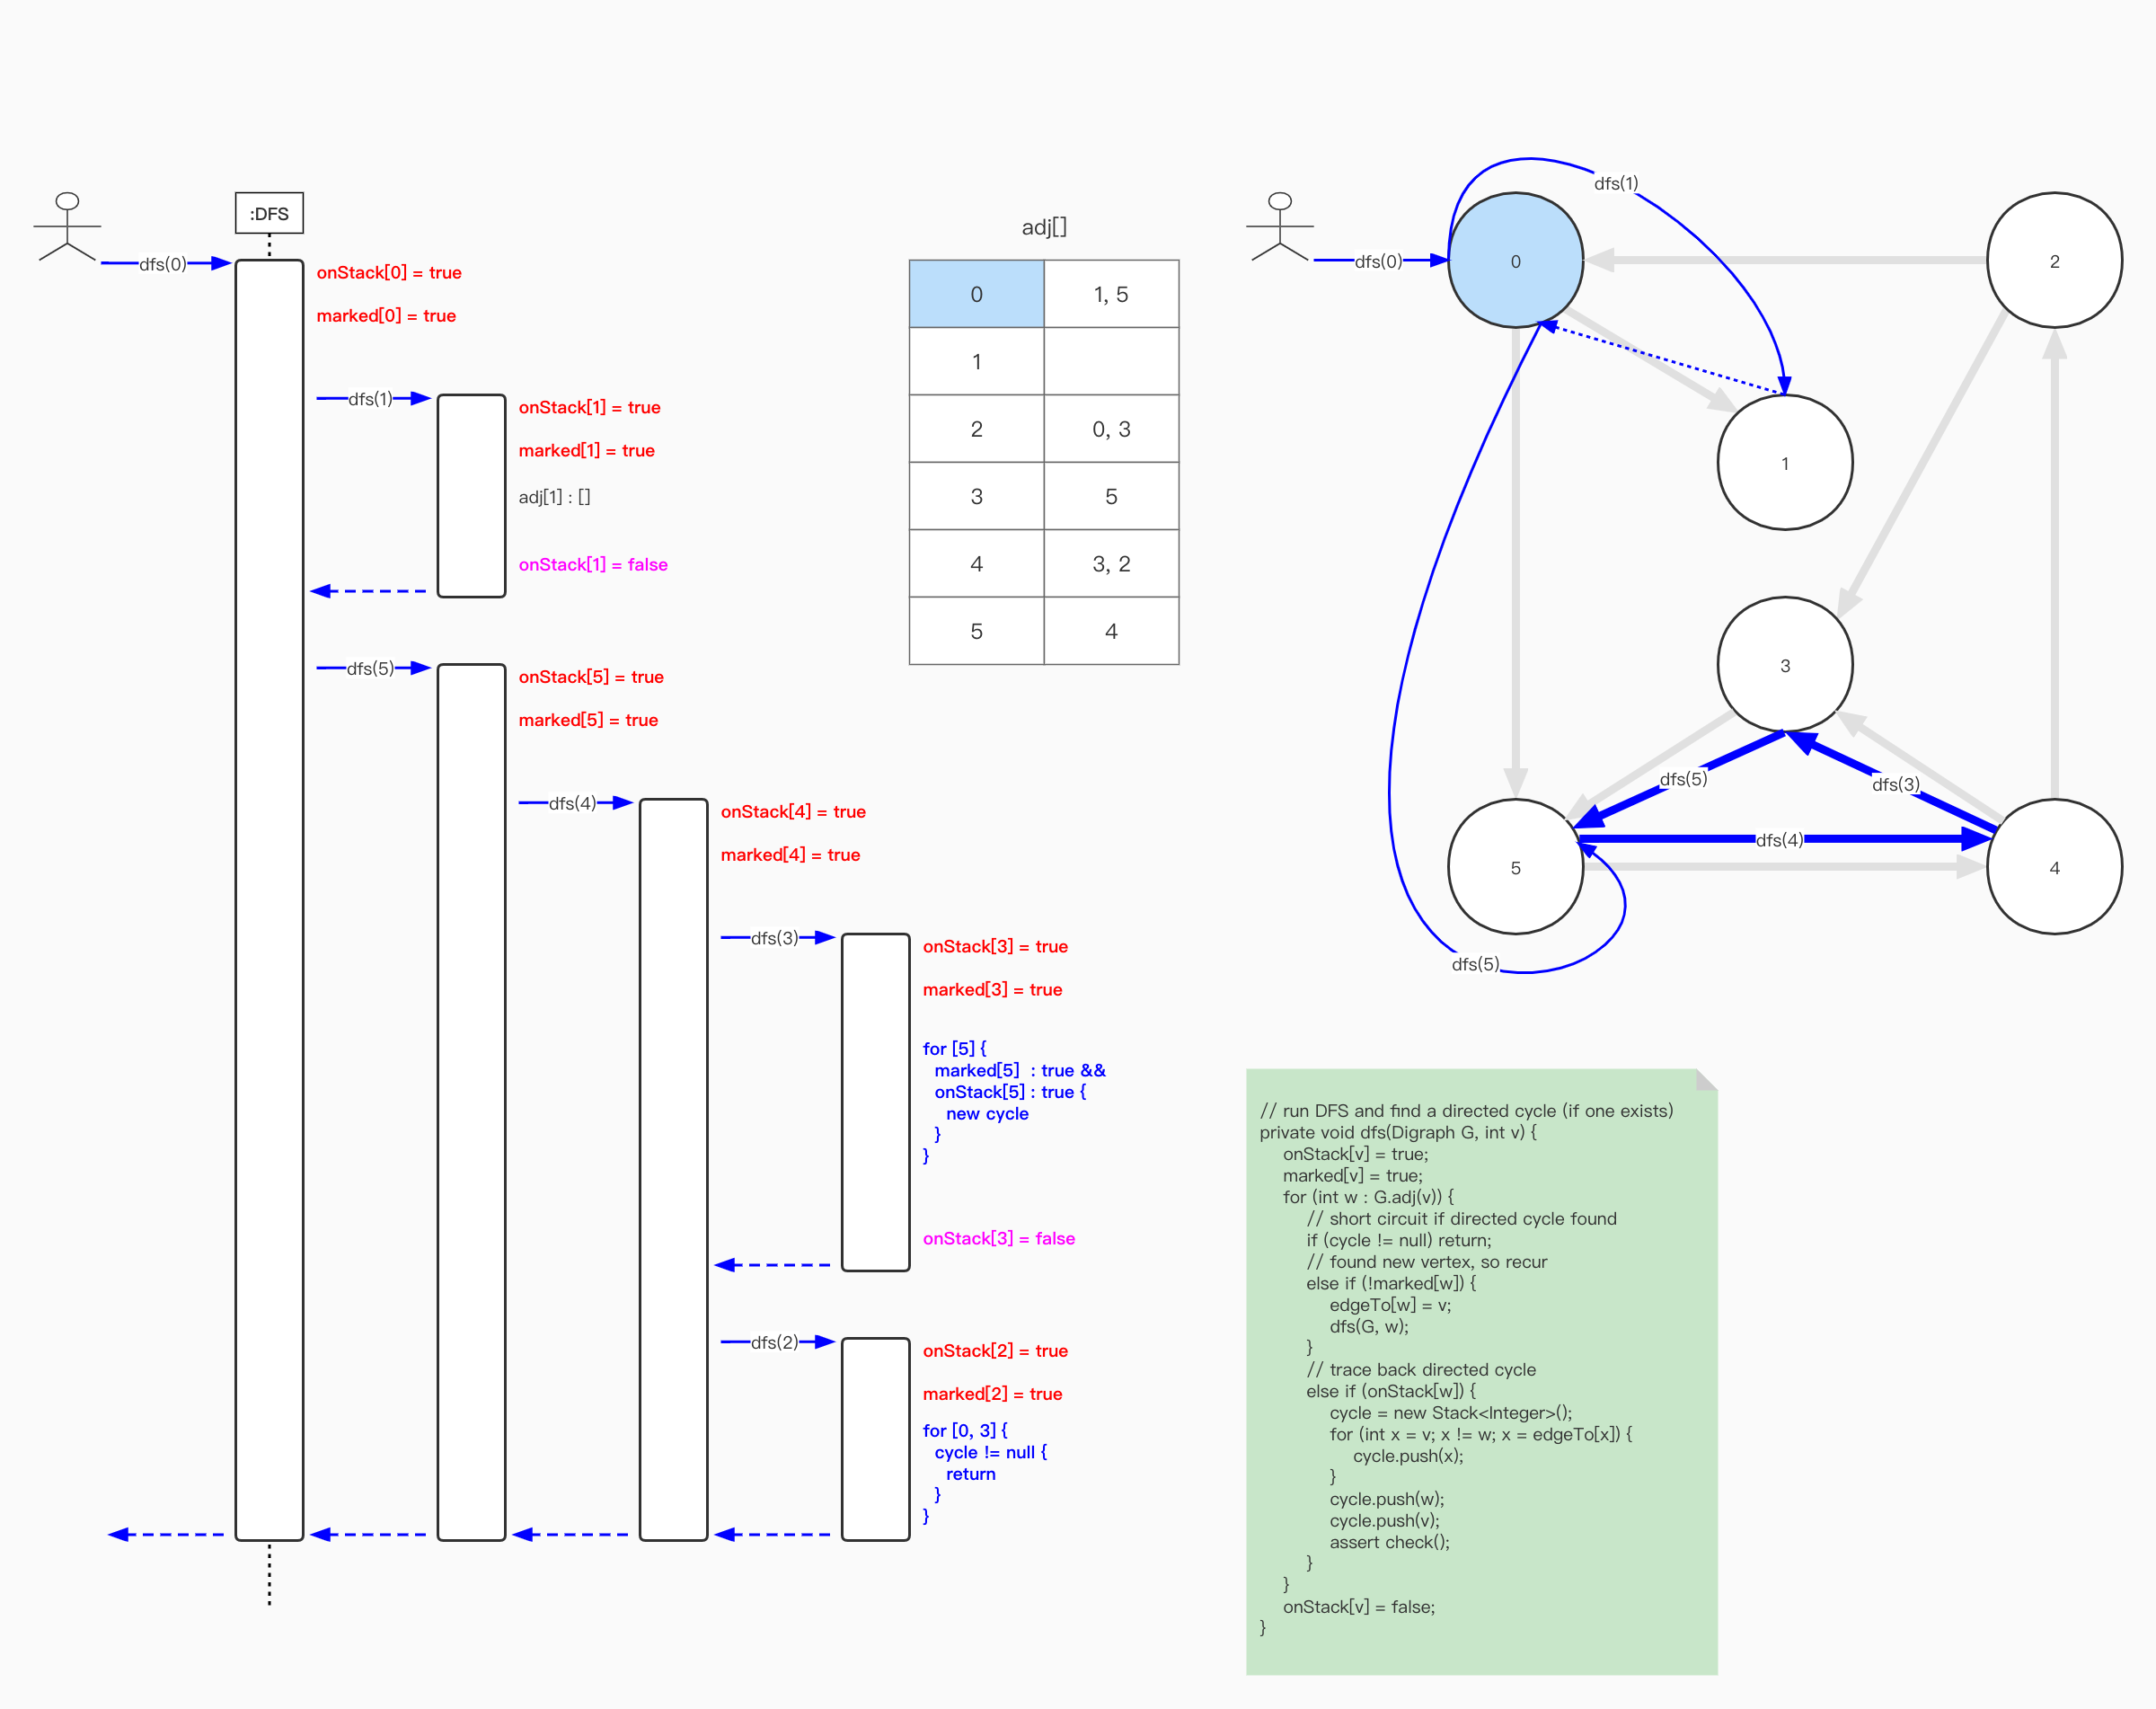 :DFS
dfs(0)
onStack[0] = true
marked[0] = true
dfs(1)
onStack[1] = true
marked[1] = true
adj[1] : []
onStack[1] = false
dfs(5)
onStack[5] = true
marked[5] = true
dfs(4)
onStack[4] = true
marked[4] = true
dfs(3)
onStack[3] = true
marked[3] = true
for [5] {
marked[5] : true &&
onStack[5] : true {
new cycle
}
}
onStack[3] = false
dfs(2)
onStack[2] = true
marked[2] = true
for [0, 3] {
cycle != null {
return
}
}
adj[]
0 1, 5
1
2 0, 3
3 5
4 3, 2
5 4
dfs(1)
dfs(0)
0
2
1
3
dfs(5)
dfs(3)
dfs(4)
5
4
dfs(5)
// run DFS and find a directed cycle (if one exists)
private void dfs(Digraph G, int v) {
onStack[v] = true;
marked[v] = true;
for (int w : G.adj(v)) {
// short circuit if directed cycle found
if (cycle != null) return;
// found new vertex, so recur
else if (!marked[w]) {
edgeTo[w] = v;
dfs(G, w);
}
// trace back directed cycle
else if (onStack[w]) {
cycle = new Stack<Integer>();
for (int x = v; x != w; x = edgeTo[x]) {
cycle.push(x);
}
cycle.push(w);
cycle.push(v);
assert check();
}
}
onStack[v] = false;
}